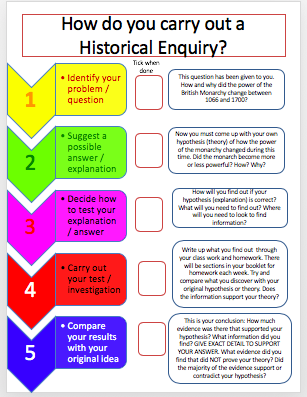 How do you carry out a
Historical Enquiry?
Tick when
done
1
• Identify your
problem /
question
This question has been given to you.
How and why did the power of the
British Monarchy change between
1066 and 1700?
2
• Suggest a
possible
answer /
explanation
Now you must come up with your own
hypothesis (theory) of how the power
of the monarchy changed during this
time. Did the monarch become more
or less powerful? How? Why?
3
• Decide how
to test your
explanation
/ answer
How will you find out if your
hypothesis (explanation) is correct?
What will you need to find out? Where
will you need to look to find
information?
4
• Carry out
your test /
investigation
Write up what you find out through
your class work and homework. There
will be sections in your booklet for
homework each week. Try and
compare what you discover with your
original hypothesis or theory. Does
the information support your theory?
5
• Compare
your results
with your
original idea
This is your conclusion: How much
evidence was there that supported your
hypothesis? What information did you
find? GIVE EXACT DETAIL TO SUPPORT
YOUR ANSWER. What evidence did you
find that did NOT prove your theory? Did
the majority of the evidence support or
contradict your hypothesis?